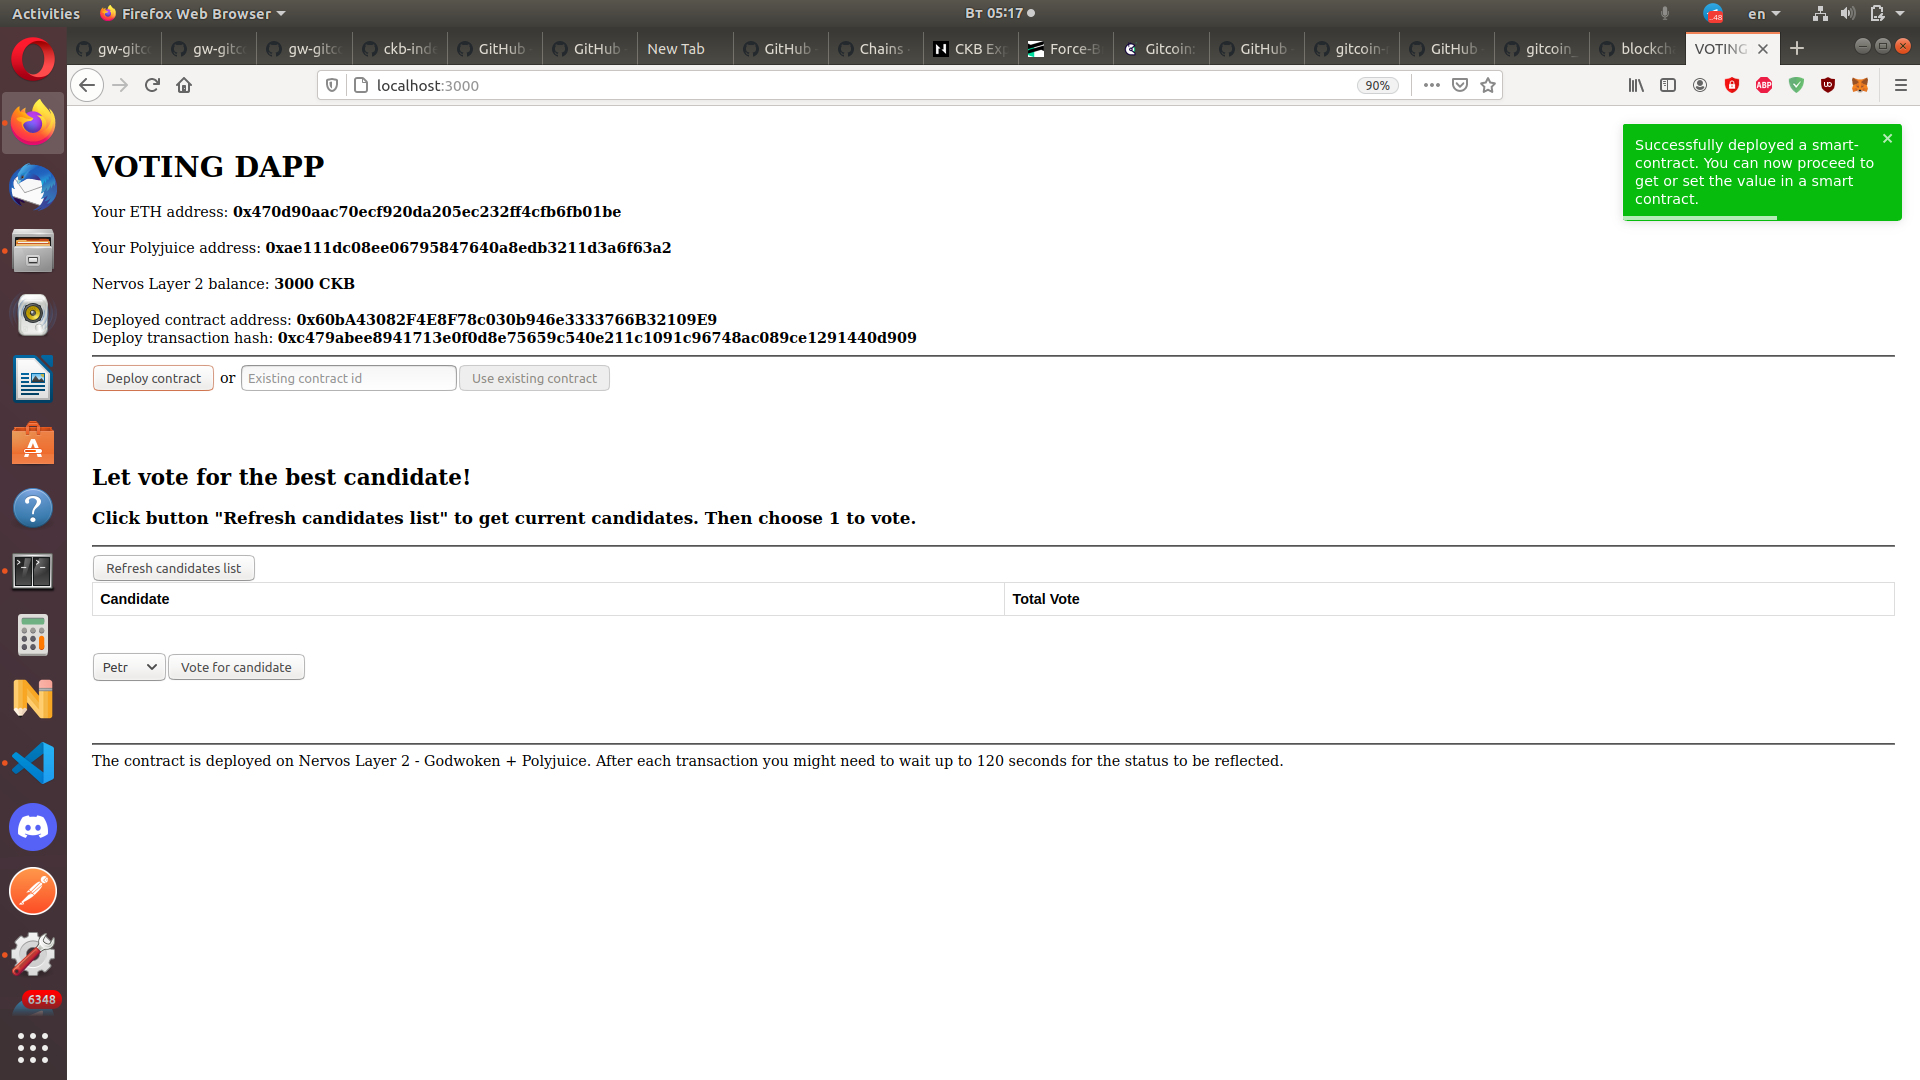 Activities
Firefox Web Browser
Вт 05:17
48
en
gw-gitc
gw-gitc
gw-gitc
ckb-inde
GitHub
GitHub
New Tab
GitHub
Chains
CKB Exp
Force-B
Gitcoin:
GitHub
gitcoin-
GitHub
gitcoin_
blockcha
VOTING
localhost:3000
90%
ABP
VOTING DAPP
Successfully deployed a smart-
contract. You can now proceed to
get or set the value in a smart
contract.
Your ETH address: 0x470d90aac70ecf920da205ec232ff4cfb6fb01be
Your Polyjuice address: 0xae111dc08ee06795847640a8edb3211d3a6f63a2
Nervos Layer 2 balance: 3000 CKB
Deployed contract address: 0x60bA43082F4E8F78c030b946e3333766B32109E9
Deploy transaction hash: 0xc479abee8941713e0f0d8e75659c540e211c1091c96748ac089ce1291440d909
Deploy contract or Existing contract id Use existing contract
Let vote for the best candidate!
Click button "Refresh candidates list" to get current candidates. Then choose 1 to vote.
Refresh candidates list
Candidate Total Vote
Petr Vote for candidate
The contract is deployed on Nervos Layer 2 - Godwoken + Polyjuice. After each transaction you might need to wait up to 120 seconds for the status to be reflected.
6348